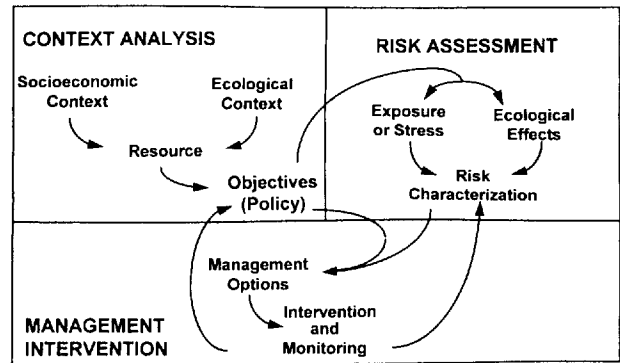 CONTEXT ANALYSIS
Socioeconomic
Context
Ecological
Context
Resource
Objectives
(Policy)
RISK ASSESSMENT
Exposure
or Stress
Ecological
Effects
Risk
Characterization
Management
Options
Intervention
and
Monitoring
MANAGEMENT
INTERVENTION